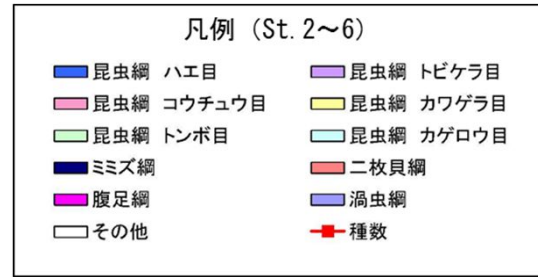 凡例 (St.2～6)
昆虫綱 ハエ目
昆虫綱 トビケラ目
昆虫綱 コウチュウ目
昆虫綱 カワゲラ目
昆虫綱 トンボ目
昆虫綱 カゲロウ目
ミミズ綱
二枚貝綱
腹足綱
渦虫綱
その他
種数